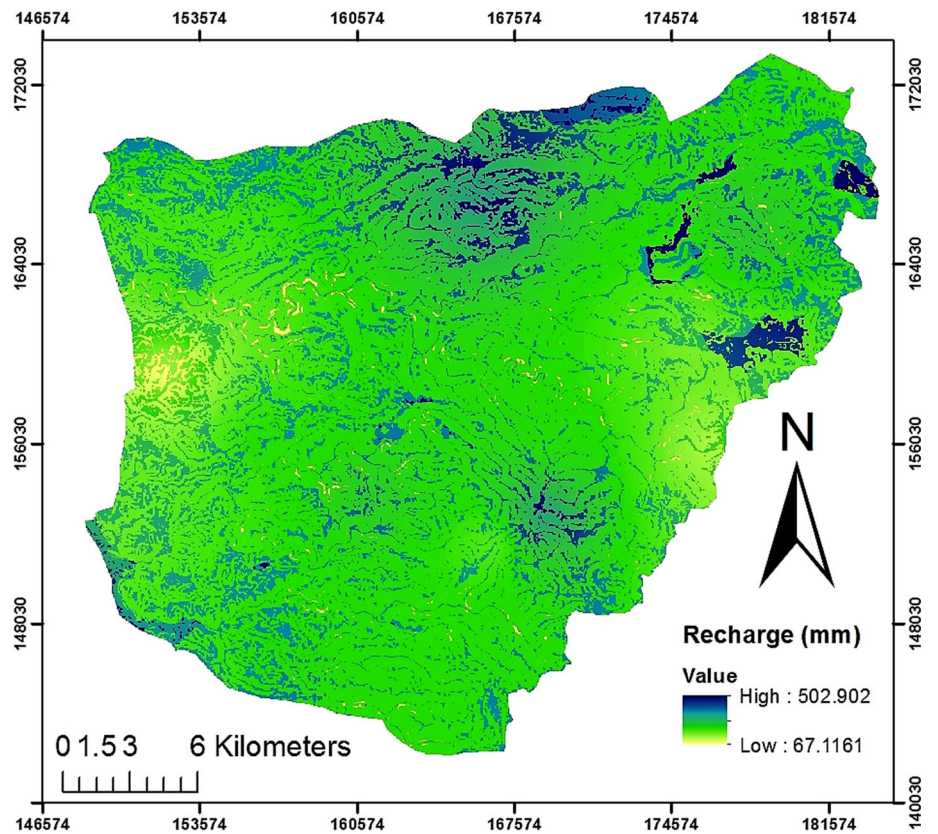 146574 153574 160574 167574 174574 181574
172030 172030
164030 164030
156030 156030
N
148030 148030
Recharge (mm)
Value
High : 502.902
Low : 67.1161
0 1.5 3 6 Kilometers
140030
146574 153574 160574 167574 174574 181574